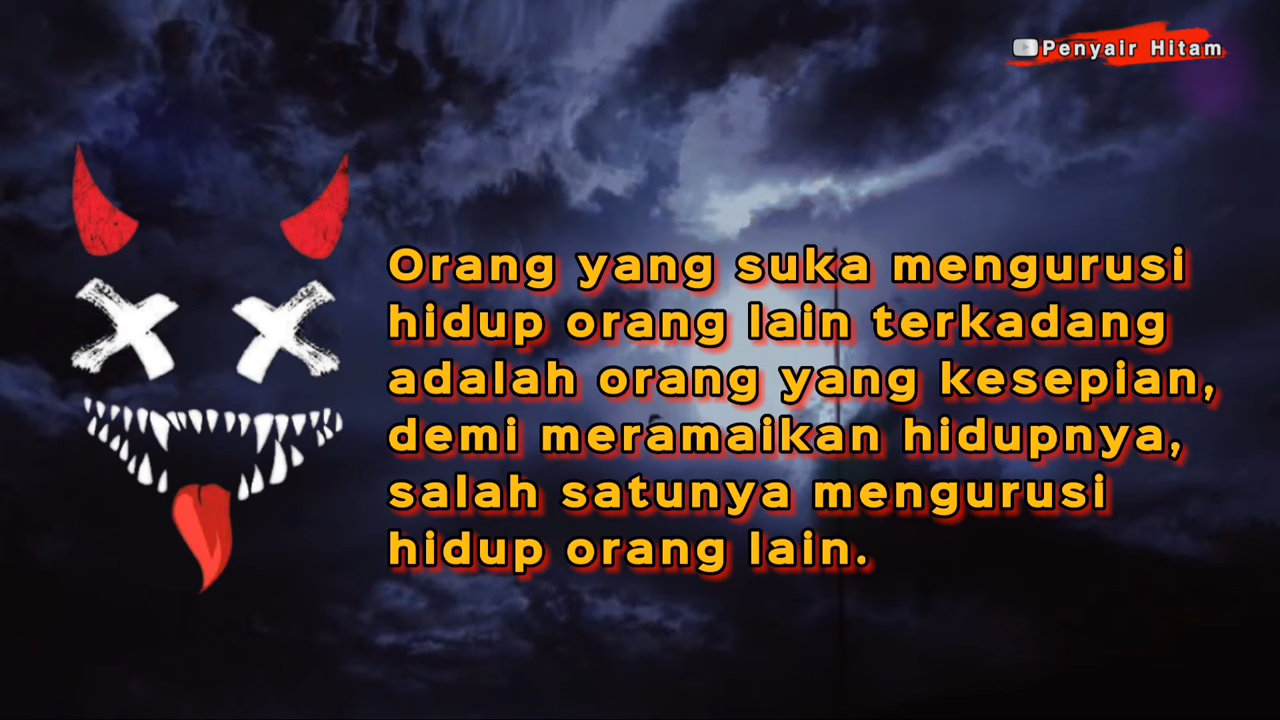 Penyair Hitam
Orang yang suka mengurusi
hidup orang lain terkadang
adalah orang yang kesepian,
demi meramaikan hidupnya,
salah satunya mengurusi
hidup orang lain.